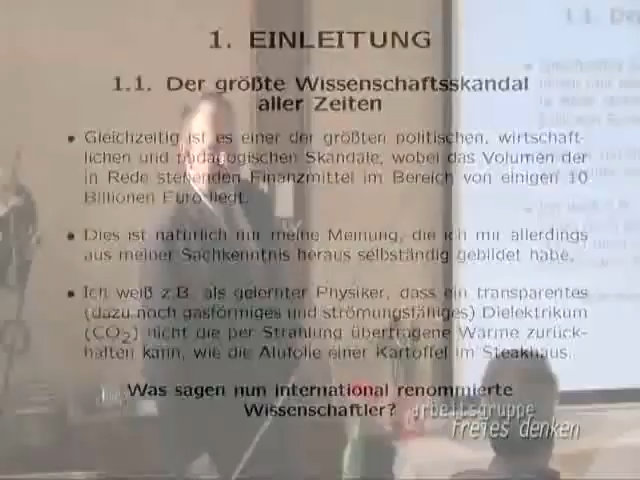 1. EINLEITUNG
1.1. Der größte Wissenschaftsskandal
aller Zeiten
• Gleichzeitig ist es einer der größten politischen, wirtschaft-
lichen und pädagogischen Skandale, wobei das Volumen der
in Rede stehenden Finanzmittel im Bereich von einigen 10
Billionen Euro liegt.
• Dies ist natürlich nur meine Meinung, die ich mir allerdings
aus meiner Sachkenntnis heraus selbständig gebildet habe.
• Ich weiß z.B. als gelernter Physiker, dass ein transparentes
(dazu noch gasförmiges und strömungsfähiges) Dielektrikum
(CO2) nicht die per Strahlung übertragene Wärme zurück-
halten kann, wie die Alufolie einer Kartoffel im Steakhaus.
Was sagen nun international renommierte
Wissenschaftler?
arbeitsgruppe
freies denken
1.1. De